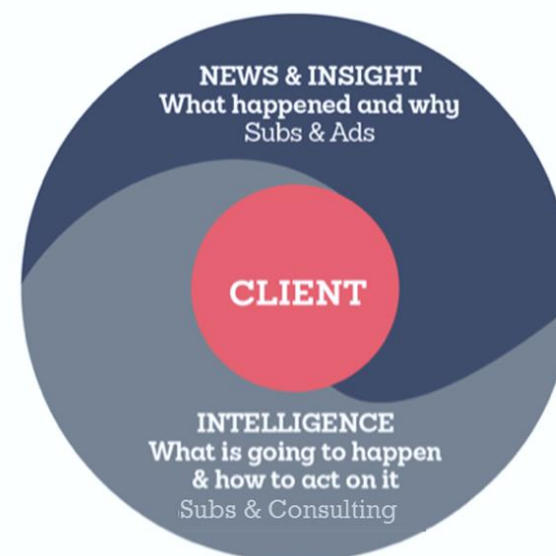 NEWS & INSIGHT
What happened and why
Subs & Ads
CLIENT
INTELLIGENCE
What is going to happen
& how to act on it
Subs & Consulting